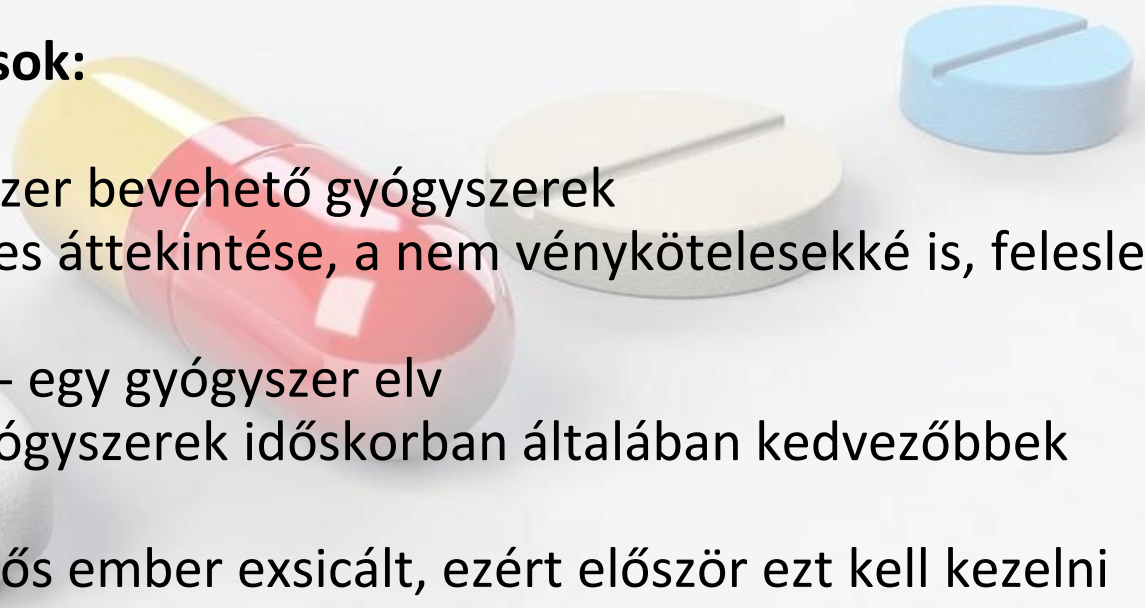 sok:
zer bevehető gyógyszerek
es áttekintése, a nem vénykötelesekké is, felesle
- egy gyógyszer elv
ógyszerek időskorban általában kedvezőbbek
ős ember exsicált, ezért először ezt kell kezelni